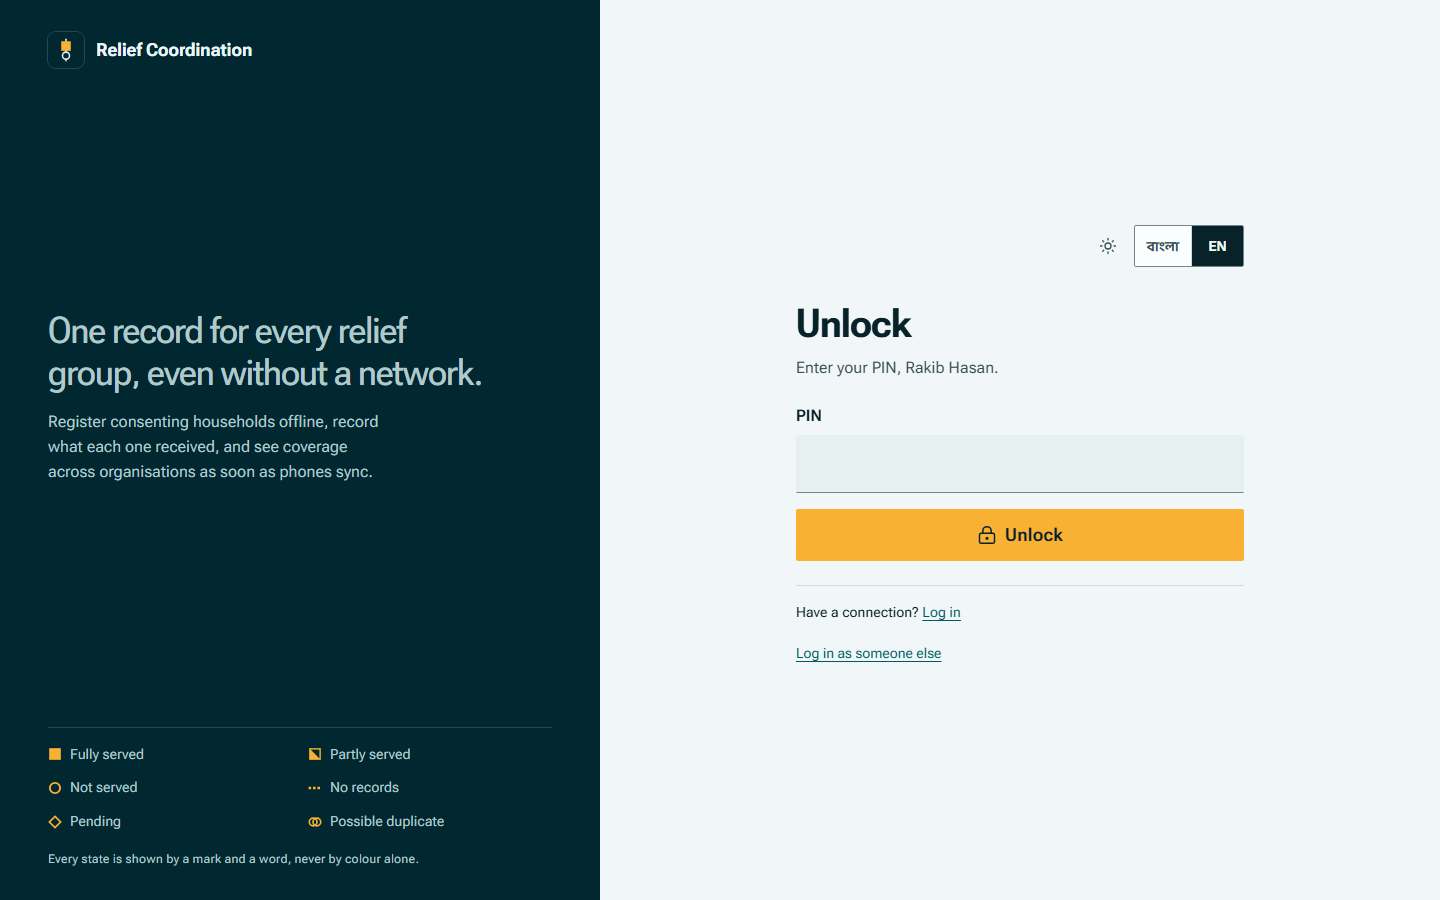 Relief Coordination
One record for every relief
group, even without a network.
Register consenting households offline, record
what each one received, and see coverage
across organisations as soon as phones sync.
Fully served
Partly served
Not served
No records
Pending
Possible duplicate
Every state is shown by a mark and a word, never by colour alone.
বাংলা EN
Unlock
Enter your PIN, Rakib Hasan.
PIN
Unlock
Have a connection? Log in
Log in as someone else